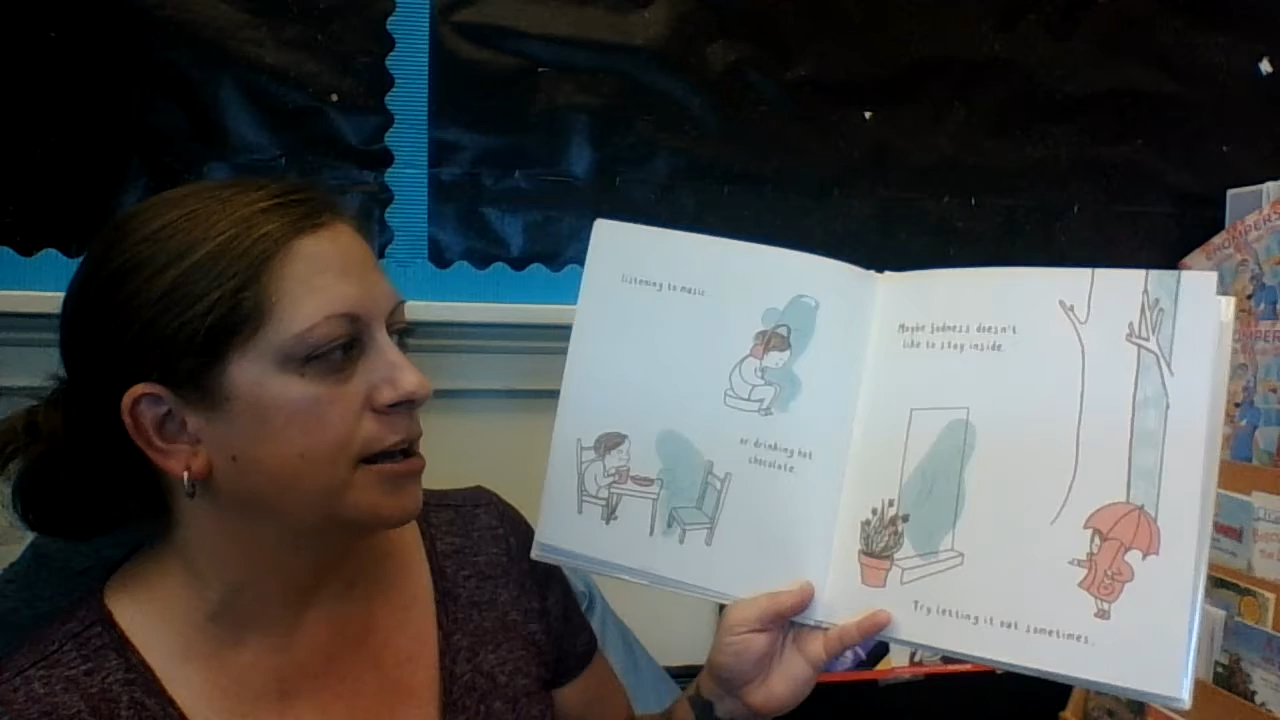 listening to music
or drinking hot
chocolate.
Maybe Sadness doesn't
like to stay inside.
Try letting it out sometimes.
CHOMPERS